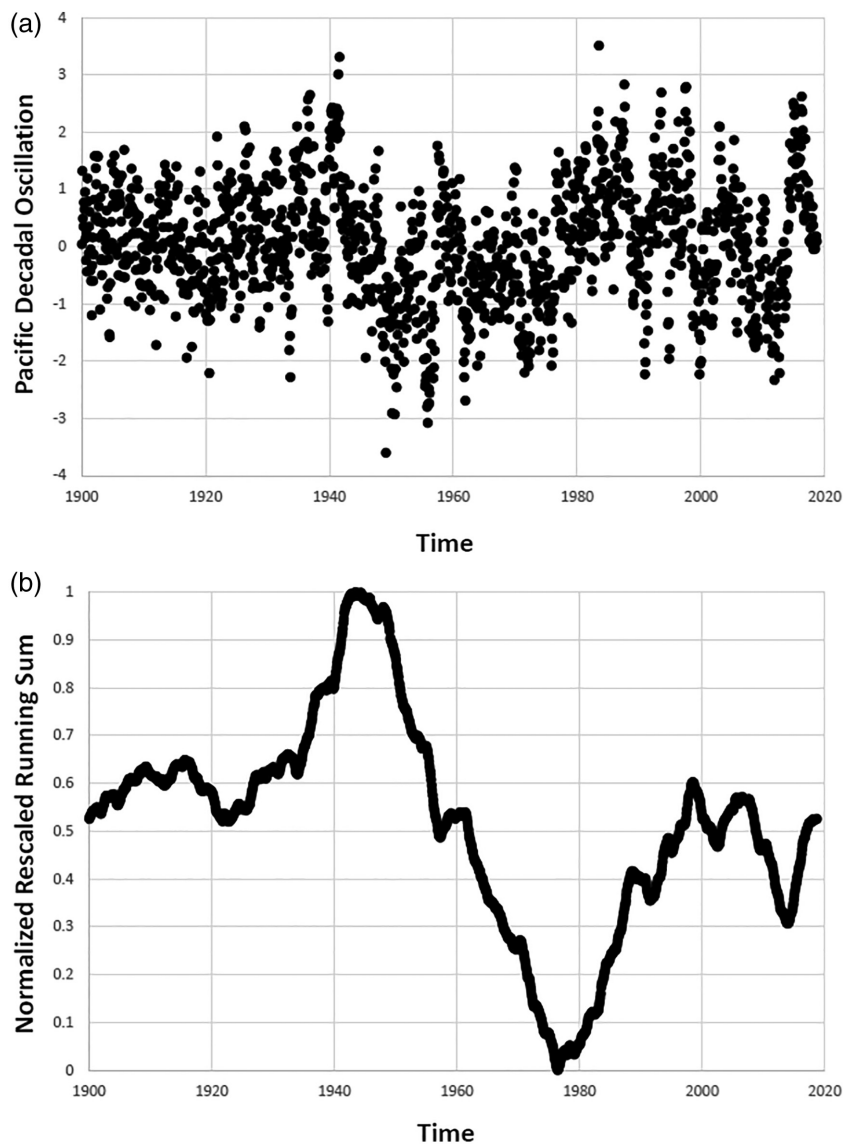 (a)
Pacific Decadal Oscillation
4
3
2
1
0
-1
-2
-3
-4
1900 1920 1940 1960 1980 2000 2020
Time
(b)
Normalized Rescaled Running Sum
1
0.9
0.8
0.7
0.6
0.5
0.4
0.3
0.2
0.1
0
1900 1920 1940 1960 1980 2000 2020
Time